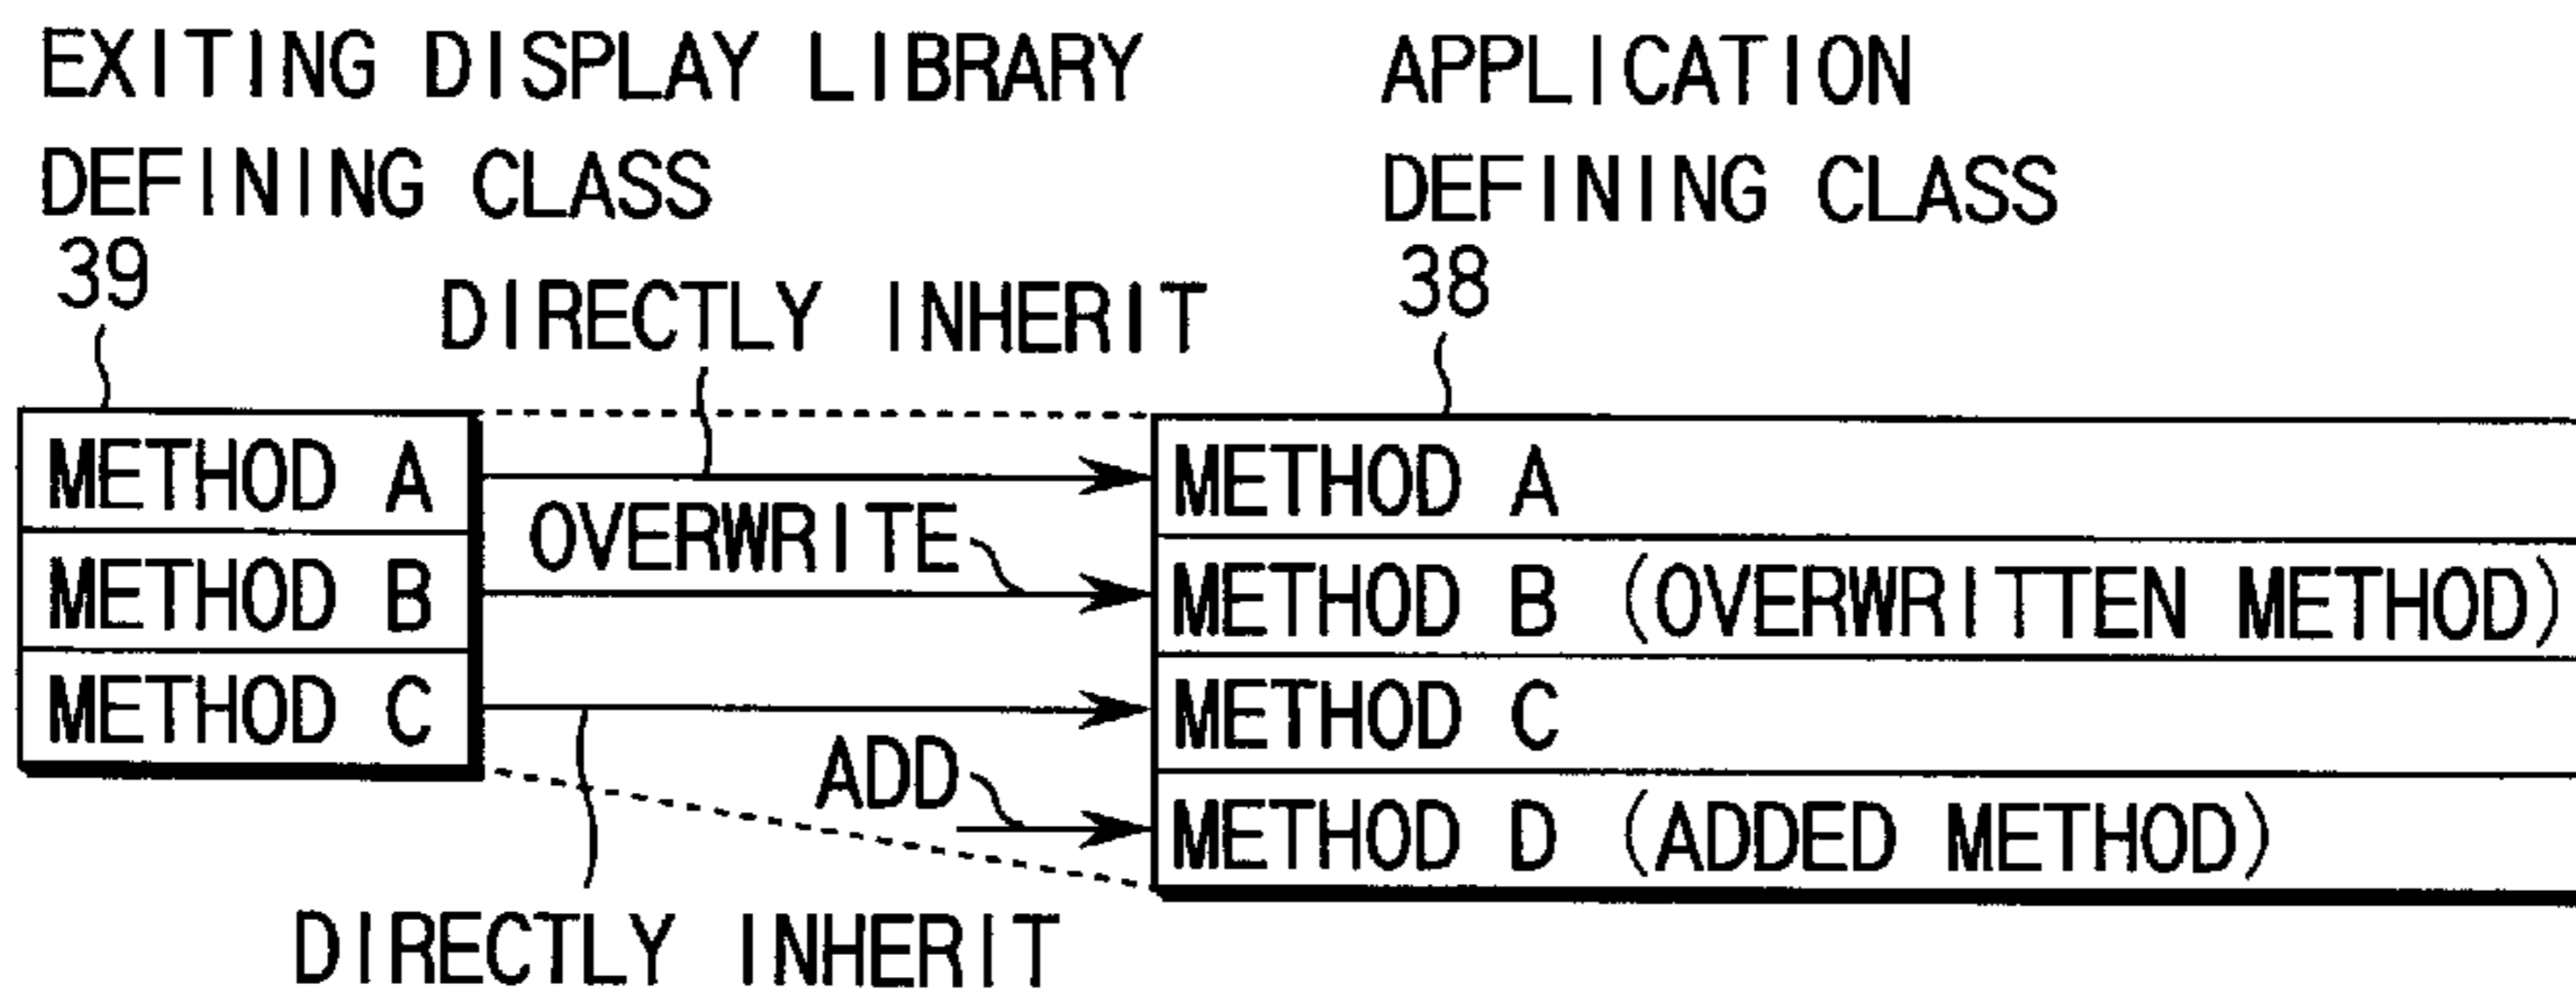 EXITING DISPLAY LIBRARY
DEFINING CLASS
39
APPLICATION
DEFINING CLASS
38
DIRECTLY INHERIT
METHOD A
METHOD B
METHOD C
OVERWRITE
ADD
DIRECTLY INHERIT
METHOD A
METHOD B (OVERWRITTEN METHOD)
METHOD C
METHOD D (ADDED METHOD)